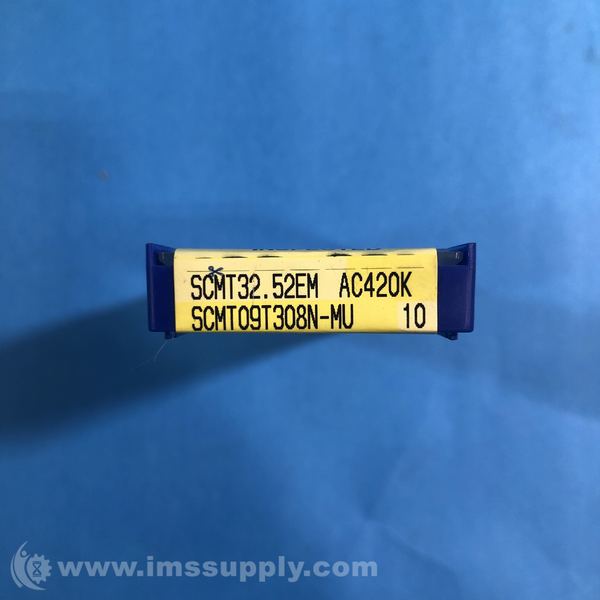 SCMT32.52EM AC420K
SCMT09T308N-MU 10
www.imssupply.com